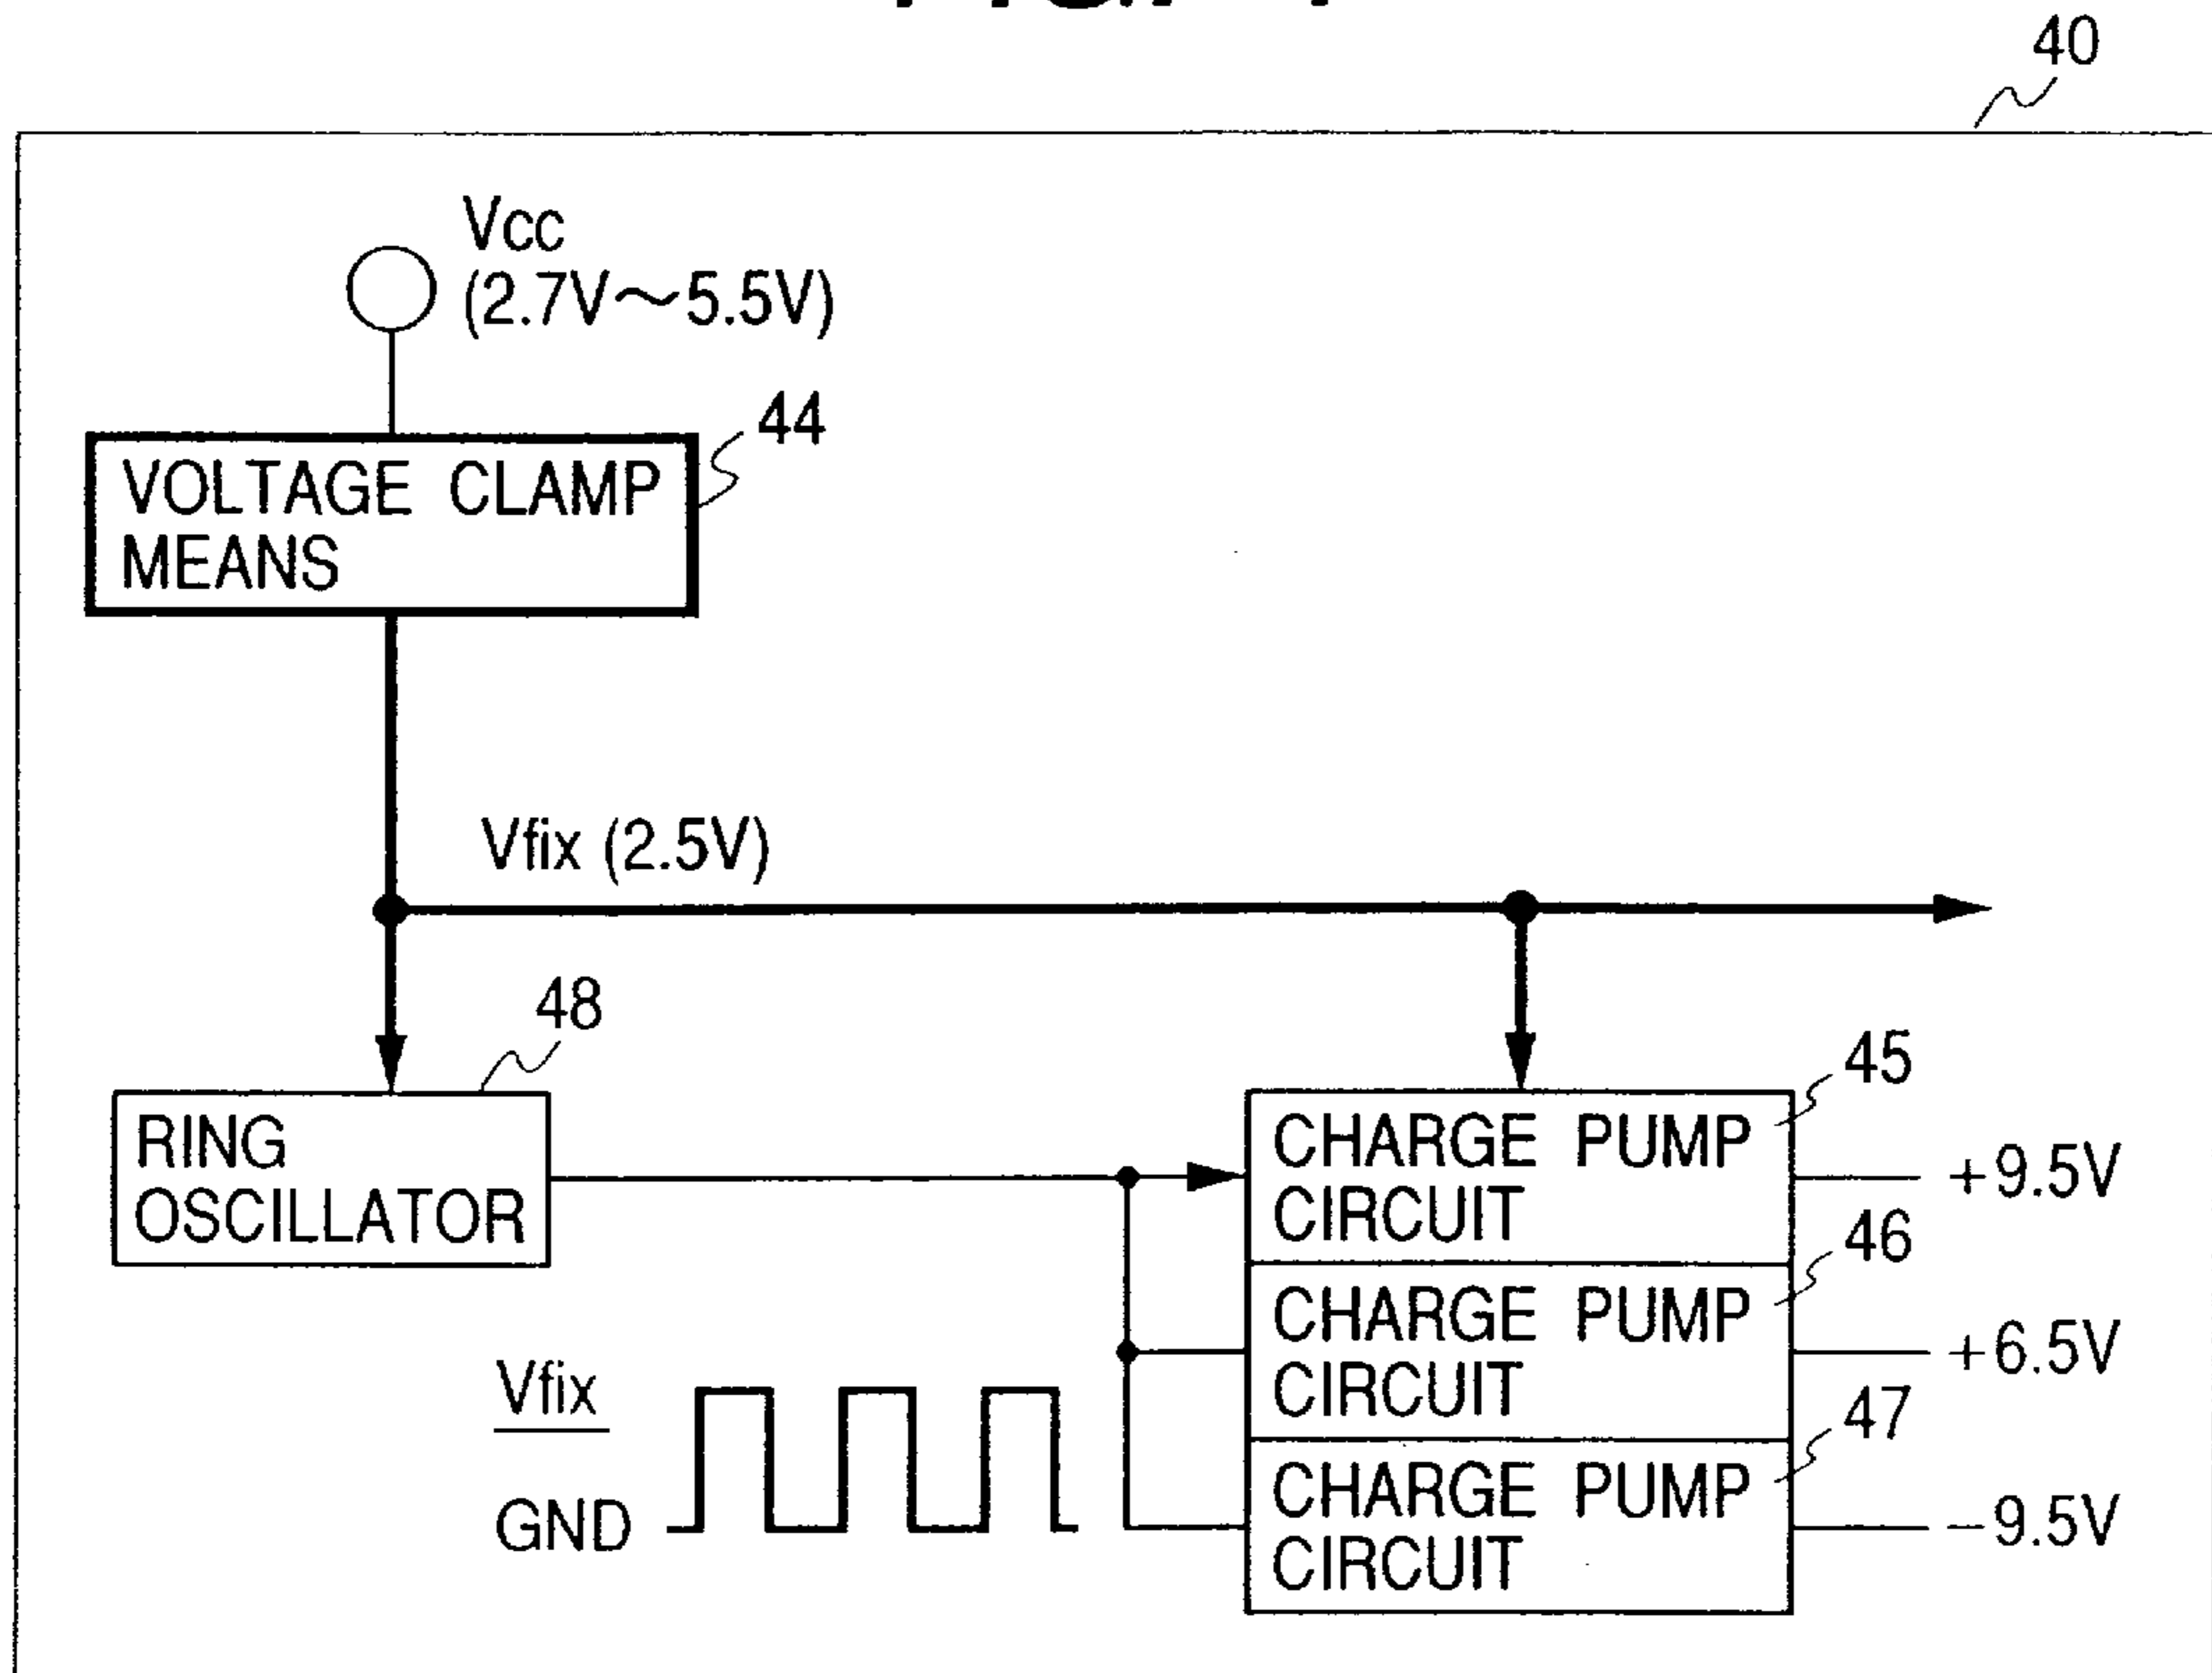 40
Vcc
(2.7V～5.5V)
44
VOLTAGE CLAMP
MEANS
Vfix (2.5V)
48
RING
OSCILLATOR
45
CHARGE PUMP
CIRCUIT
+9.5V
46
CHARGE PUMP
CIRCUIT
+6.5V
47
CHARGE PUMP
CIRCUIT
−9.5V
Vfix
GND